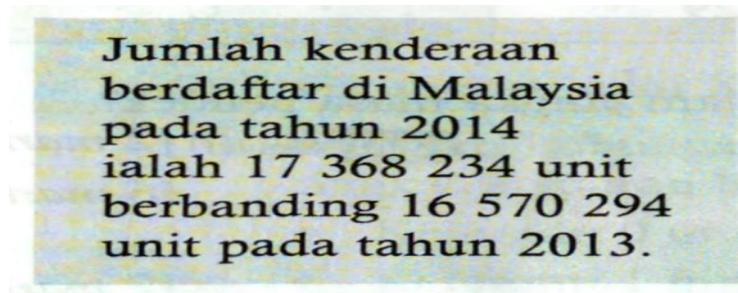 Jumlah kenderaan
berdaftar di Malaysia
pada tahun 2014
ialah 17 368 234 unit
berbanding 16 570 294
unit pada tahun 2013.